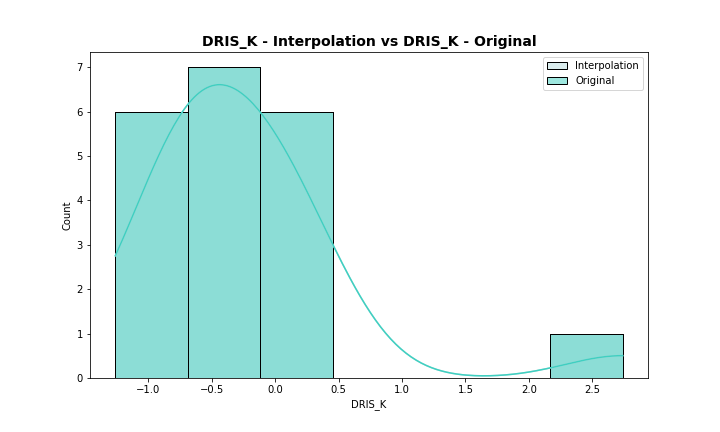 DRIS_K - Interpolation vs DRIS_K - Original
Interpolation
Original
7
6
5
4
3
2
1
0
Count
−1.0 −0.5 0.0 0.5 1.0 1.5 2.0 2.5
DRIS_K